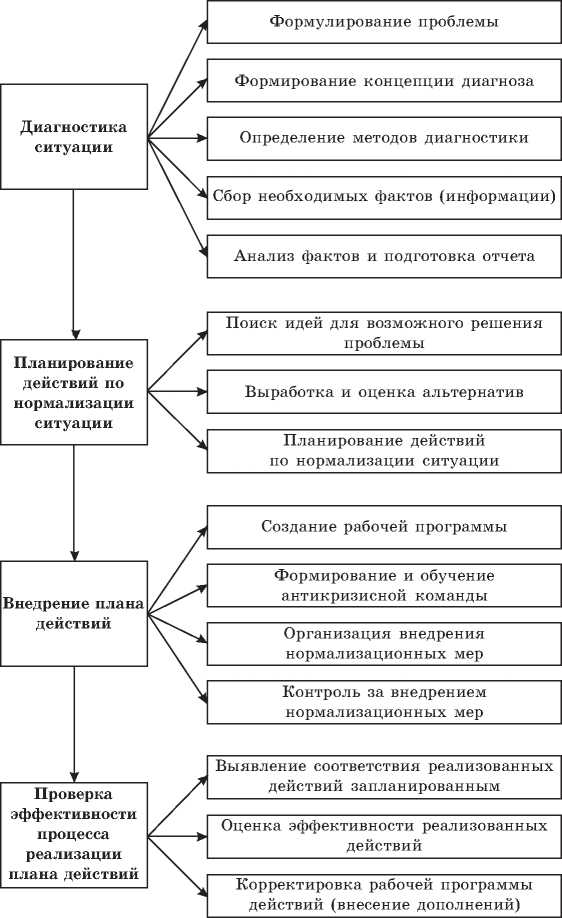 Диагностика
ситуации
Формулирование проблемы
Формирование концепции диагноза
Определение методов диагностики
Сбор необходимых фактов (информации)
Анализ фактов и подготовка отчета
Планирование
действий по
нормализации
ситуации
Поиск идей для возможного решения
проблемы
Выработка и оценка альтернатив
Планирование действий
по нормализации ситуации
Внедрение плана
действий
Создание рабочей программы
Формирование и обучение
антикризисной команды
Организация внедрения
нормализационных мер
Контроль за внедрением
нормализационных мер
Проверка
эффективности
процесса
реализации
плана действий
Выявление соответствия реализованных
действий запланированным
Оценка эффективности реализованных
действий
Корректировка рабочей программы
действий (внесение дополнений)